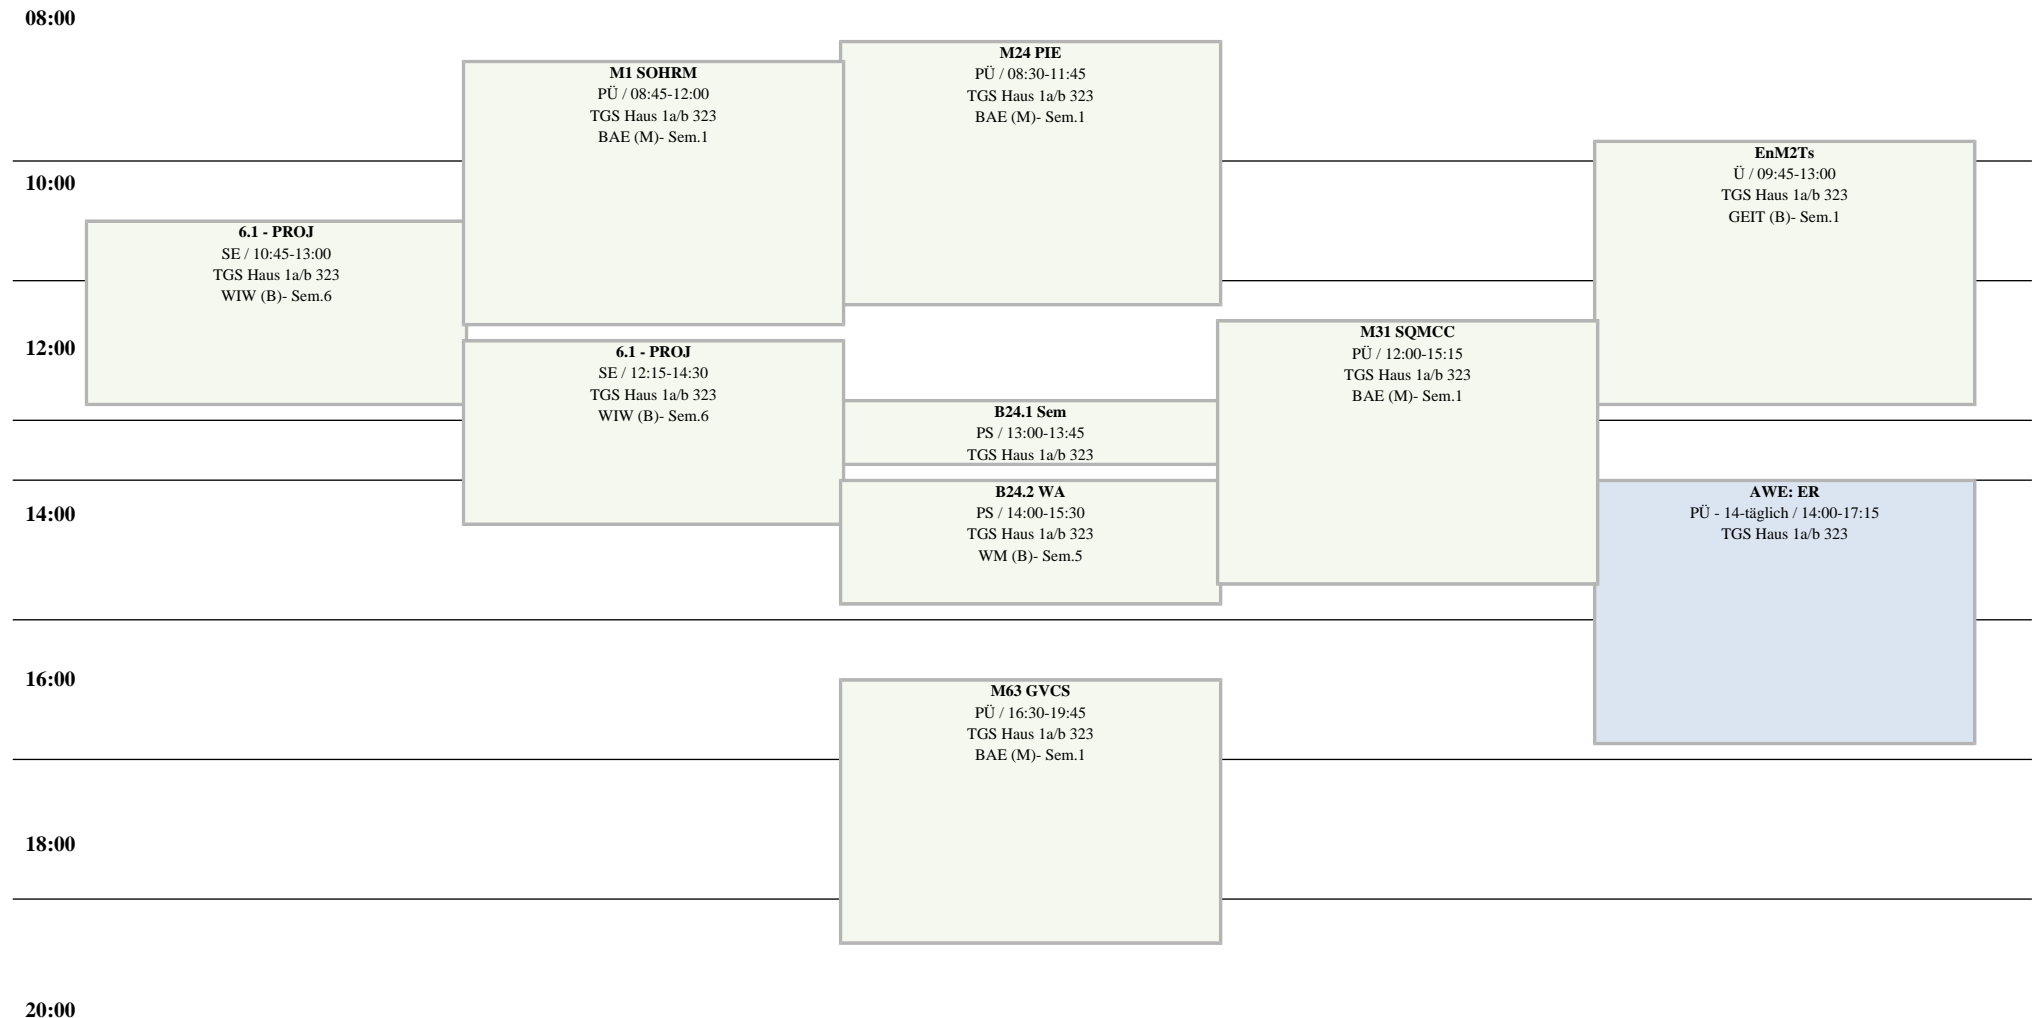 08:00
10:00
12:00
14:00
16:00
18:00
20:00
6.1 - PROJ
SE / 10:45-13:00
TGS Haus 1a/b 323
WIW (B)- Sem.6
M1 SOHRM
PÜ / 08:45-12:00
TGS Haus 1a/b 323
BAE (M)- Sem.1
6.1 - PROJ
SE / 12:15-14:30
TGS Haus 1a/b 323
WIW (B)- Sem.6
M24 PIE
PÜ / 08:30-11:45
TGS Haus 1a/b 323
BAE (M)- Sem.1
B24.1 Sem
PS / 13:00-13:45
TGS Haus 1a/b 323
B24.2 WA
PS / 14:00-15:30
TGS Haus 1a/b 323
WM (B)- Sem.5
M63 GVCS
PÜ / 16:30-19:45
TGS Haus 1a/b 323
BAE (M)- Sem.1
M31 SQMCC
PÜ / 12:00-15:15
TGS Haus 1a/b 323
BAE (M)- Sem.1
EnM2Ts
Ü / 09:45-13:00
TGS Haus 1a/b 323
GEIT (B)- Sem.1
AWE: ER
PÜ - 14-täglich / 14:00-17:15
TGS Haus 1a/b 323